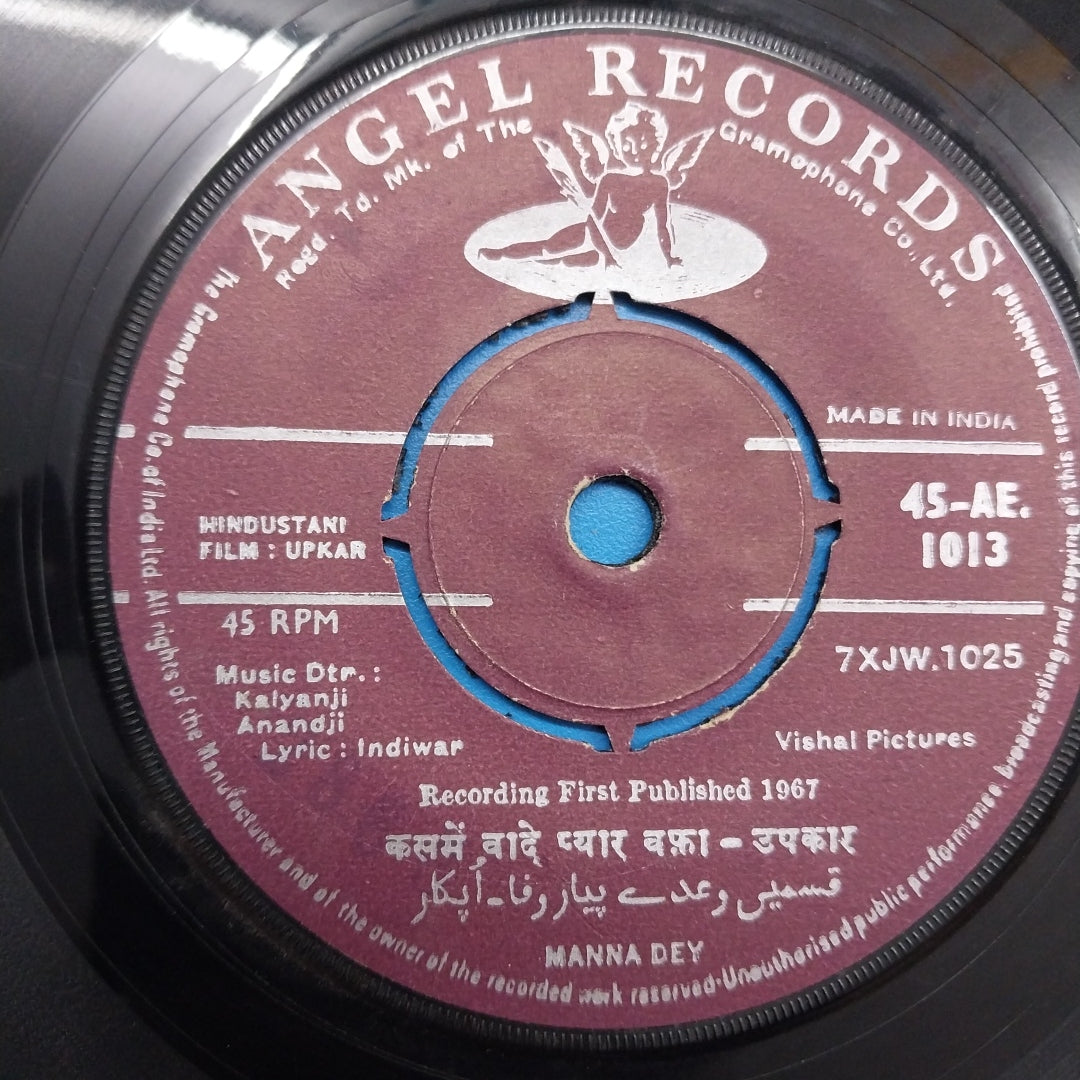 ANGEL RECORDS
Regd. Td. Mk. of The Gramophone Co., Ltd.
The Gramophone Co. of India Ltd All rights of the Manufacturer and of the owner of the recorded work reserved·Unauthorised public performance, broadcasting and copying of this record prohibited
MADE IN INDIA
45-AE.
1013
HINDUSTANI
FILM : UPKAR
45 RPM
7XJW.1025
Music Dtr. :
Kalyanji
Anandji
Lyric : Indiwar
Vishal Pictures
Recording First Published 1967
कसमें वादे प्यार वफ़ा - उपकार
قسمیں وعدے پیار وفا - اُپکار
MANNA DEY